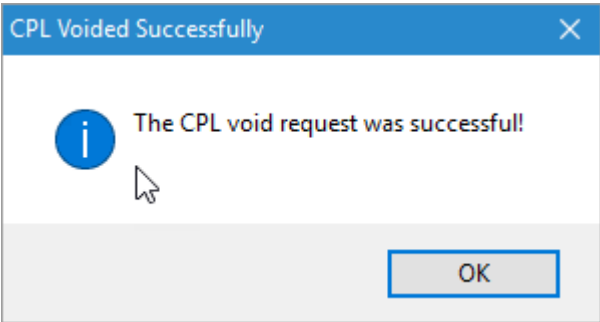 CPL Voided Successfully
The CPL void request was successful!
OK